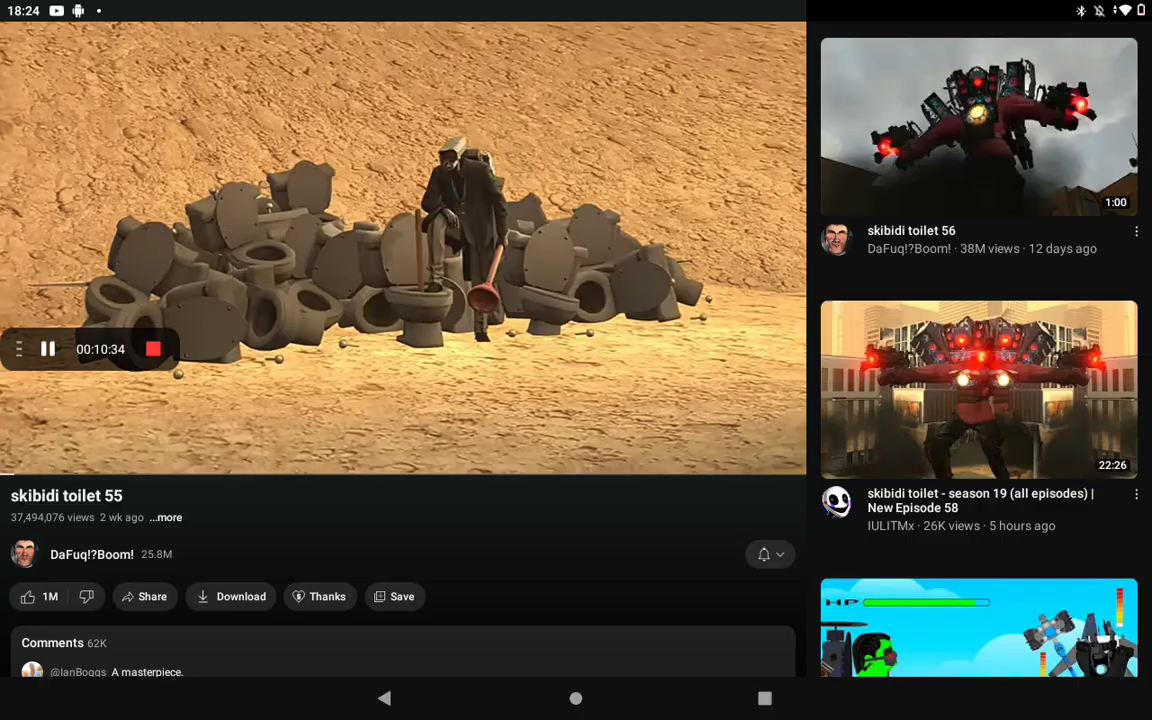 18:24
00:10:34
skibidi toilet 55
37,494,076 views 2 wk ago ...more
DaFuq!?Boom! 25.8M
1M Share Download Thanks Save
Comments 62K
@IanBoggs A masterpiece.
1:00
skibidi toilet 56
DaFuq!?Boom! · 38M views · 12 days ago
22:26
skibidi toilet - season 19 (all episodes) |
New Episode 58
IULITMx · 26K views · 5 hours ago
HP